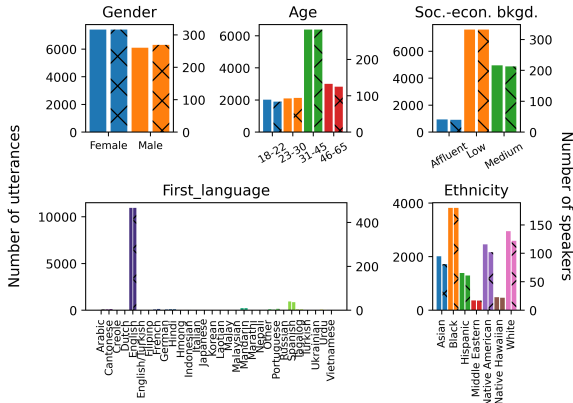 Gender
Age
Soc.-econ. bkgd.
6000
4000
2000
0
300
200
100
0
8000
6000
4000
2000
0
200
100
0
6000
4000
2000
0
300
200
100
0
Female
Male
18-22
23-30
31-45
46-65
Affluent
Low
Medium
Number of utterances
Number of speakers
First_language
Ethnicity
10000
5000
0
400
200
0
4000
2000
0
150
100
50
0
Arabic
Cantonese
Creole
Dutch
English
English/Turkish
Filipino
French
German
Hindi
Hmong
Indonesian
Italian
Japanese
Korean
Laotian
Malay
Malaysian
Mandarin
Marathi
Nepali
Other
Portuguese
Russian
Spanish
Tagalog
Turkish
Ukrainian
Urdu
Vietnamese
Asian
Black
Hispanic
Middle Eastern
Native American
Native Hawaiian
White